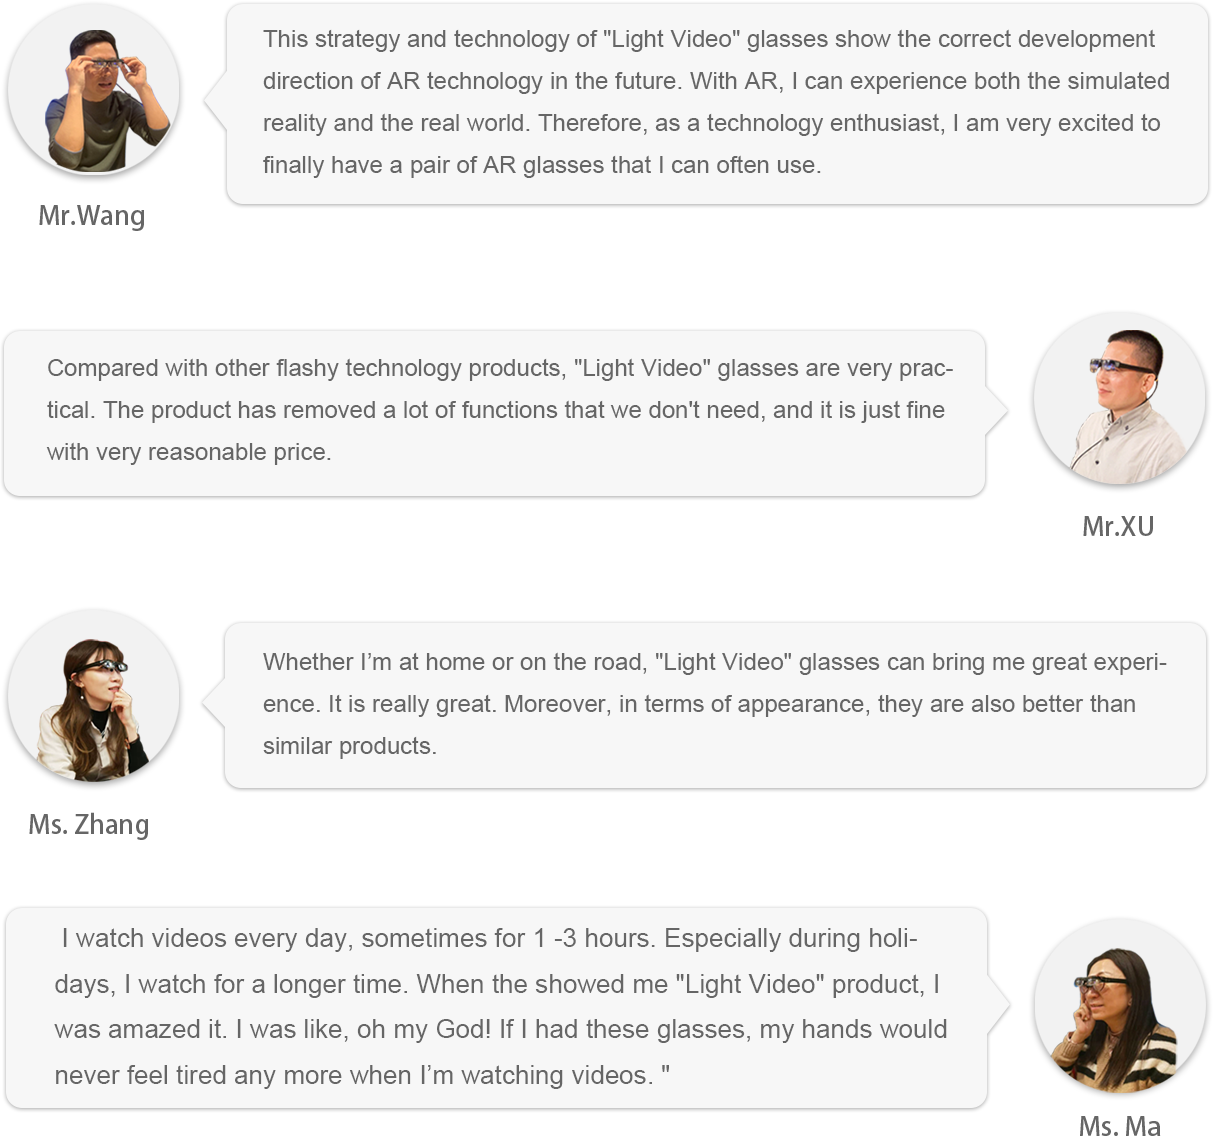 This strategy and technology of "Light Video" glasses show the correct development
direction of AR technology in the future. With AR, I can experience both the simulated
reality and the real world. Therefore, as a technology enthusiast, I am very excited to
finally have a pair of AR glasses that I can often use.
Mr.Wang
Compared with other flashy technology products, "Light Video" glasses are very prac-
tical. The product has removed a lot of functions that we don't need, and it is just fine
with very reasonable price.
Mr.XU
Whether I’m at home or on the road, "Light Video" glasses can bring me great experi-
ence. It is really great. Moreover, in terms of appearance, they are also better than
similar products.
Ms. Zhang
I watch videos every day, sometimes for 1 -3 hours. Especially during holi-
days, I watch for a longer time. When the showed me "Light Video" product, I
was amazed it. I was like, oh my God! If I had these glasses, my hands would
never feel tired any more when I’m watching videos. "
Ms. Ma